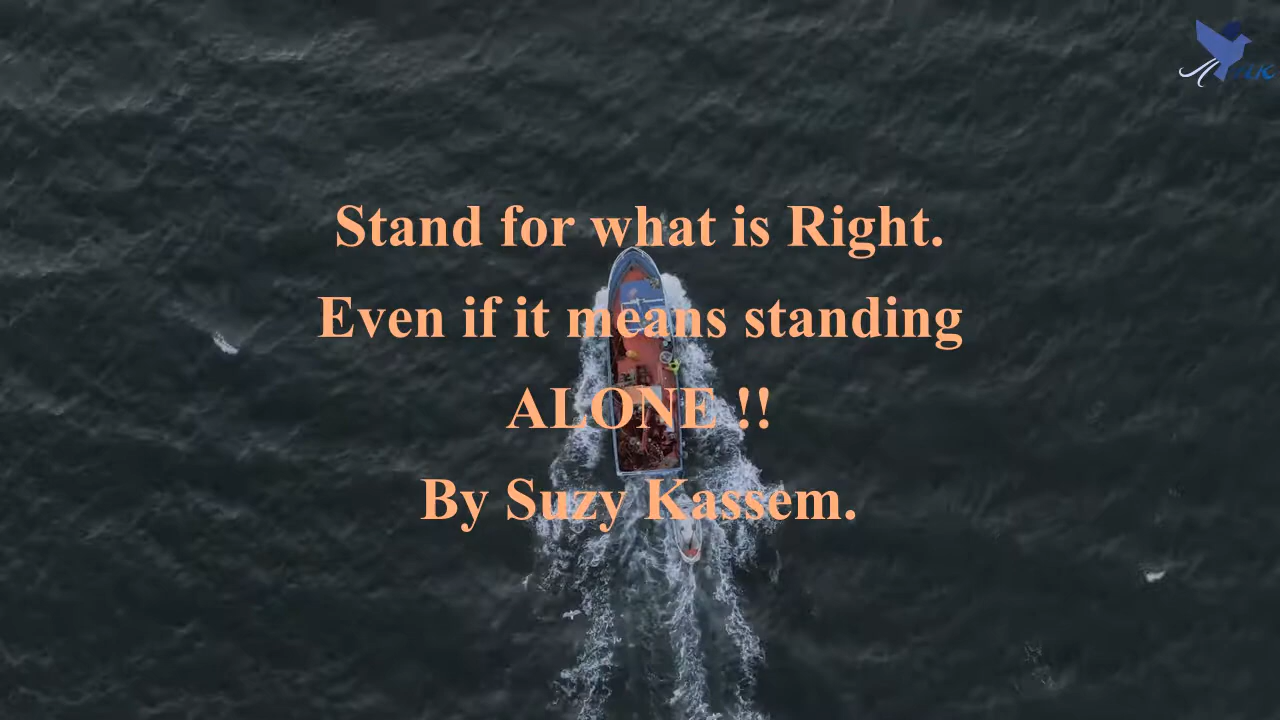 Stand for what is Right.
Even if it means standing
ALONE !!
By Suzy Kassem.